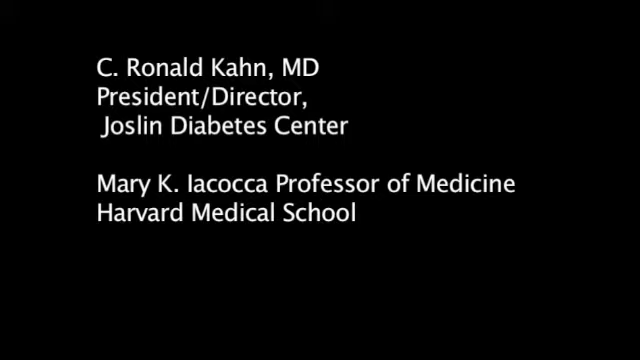 C. Ronald Kahn, MD
President/Director,
Joslin Diabetes Center
Mary K. Iacocca Professor of Medicine
Harvard Medical School